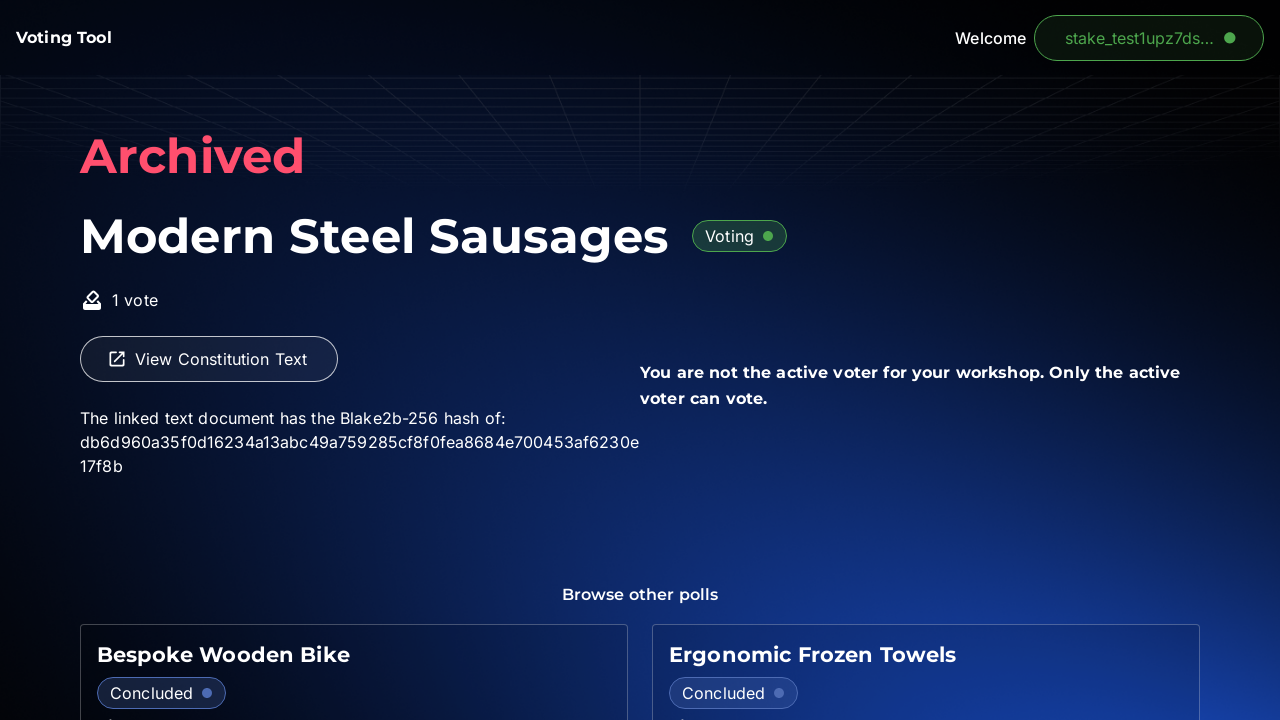 Voting Tool
Welcome
stake_test1upz7ds...
Archived
Modern Steel Sausages
Voting
1 vote
View Constitution Text
The linked text document has the Blake2b-256 hash of:
db6d960a35f0d16234a13abc49a759285cf8f0fea8684e700453af6230e
17f8b
You are not the active voter for your workshop. Only the active
voter can vote.
Browse other polls
Bespoke Wooden Bike
Concluded
Ergonomic Frozen Towels
Concluded